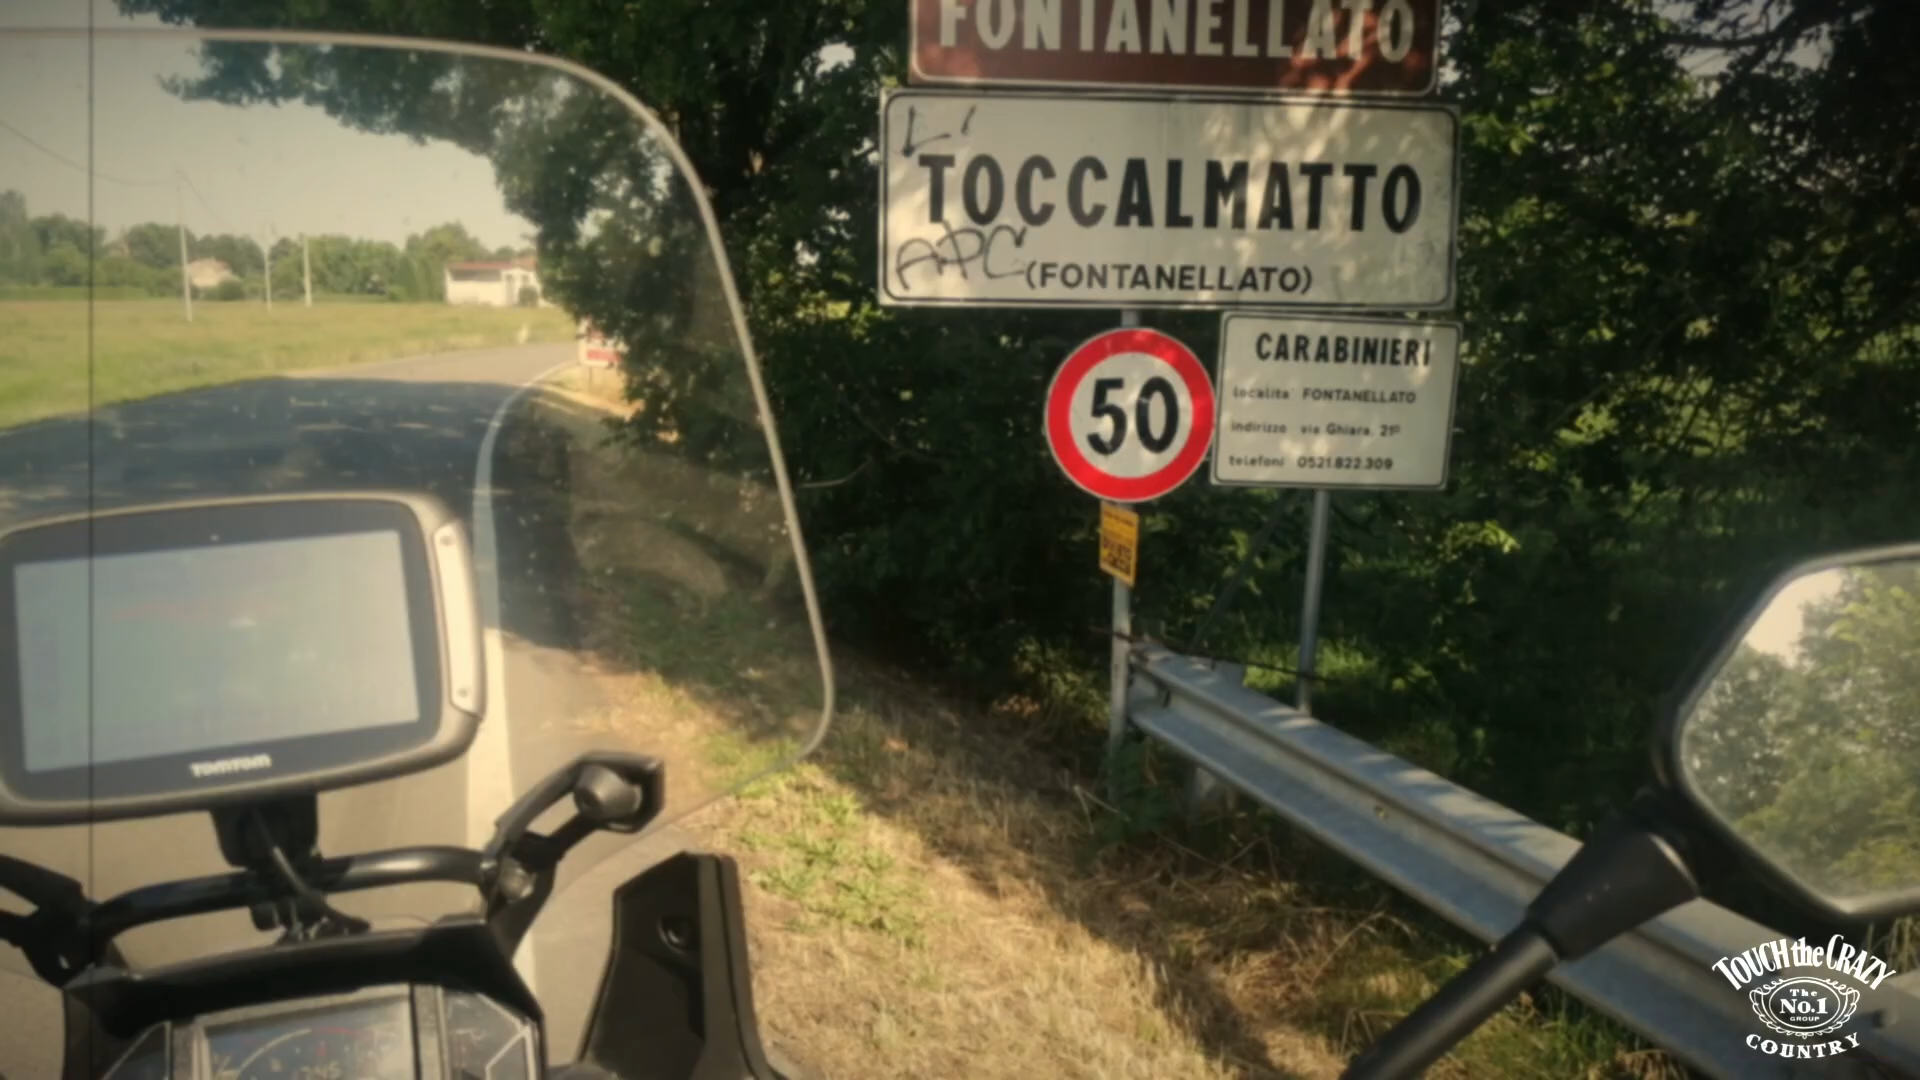 FONTANELLATO
L'
TOCCALMATTO
APC
(FONTANELLATO)
50
CARABINIERI
localita' FONTANELLATO
indirizzo via Ghiara, 21
telefoni 0521.822.309
TOMTOM
TOUCH the CRAZY
The
No.1
GROUP
COUNTRY